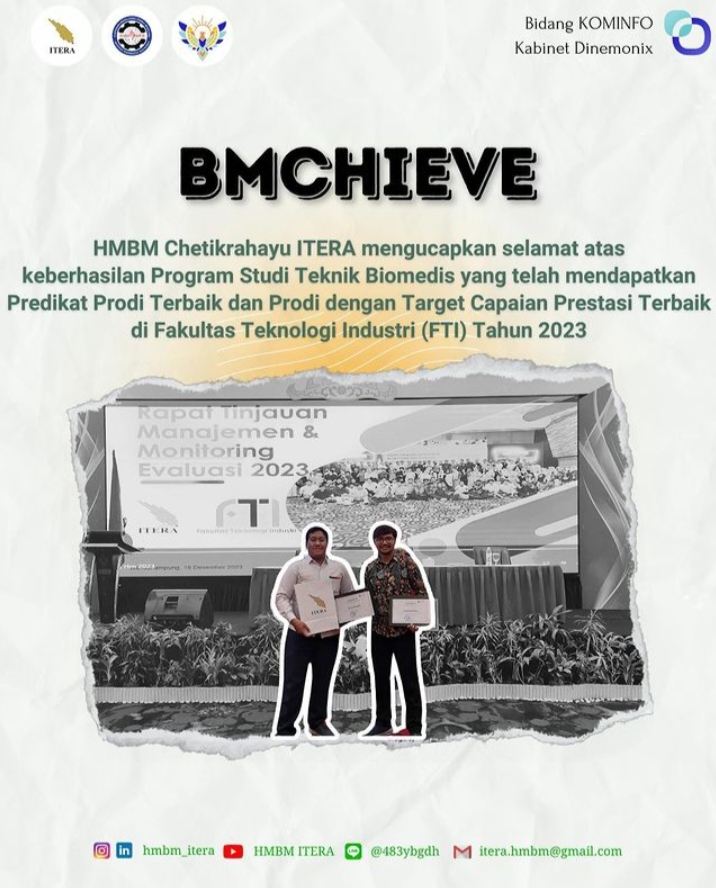 ITERA
Bidang KOMINFO
Kabinet Dinemonix
BMCHIEVE
HMBM Chetikrahayu ITERA mengucapkan selamat atas
keberhasilan Program Studi Teknik Biomedis yang telah mendapatkan
Predikat Prodi Terbaik dan Prodi dengan Target Capaian Prestasi Terbaik
di Fakultas Teknologi Industri (FTI) Tahun 2023
Rapat Tinjauan
Manajemen &
Monitoring
Evaluasi 2023
ITERA
FTI
Fakultas Teknologi Industri
Lampung, 18 Desember 2023
ITERA
hmbm_itera
HMBM ITERA
@483ybgdh
itera.hmbm@gmail.com